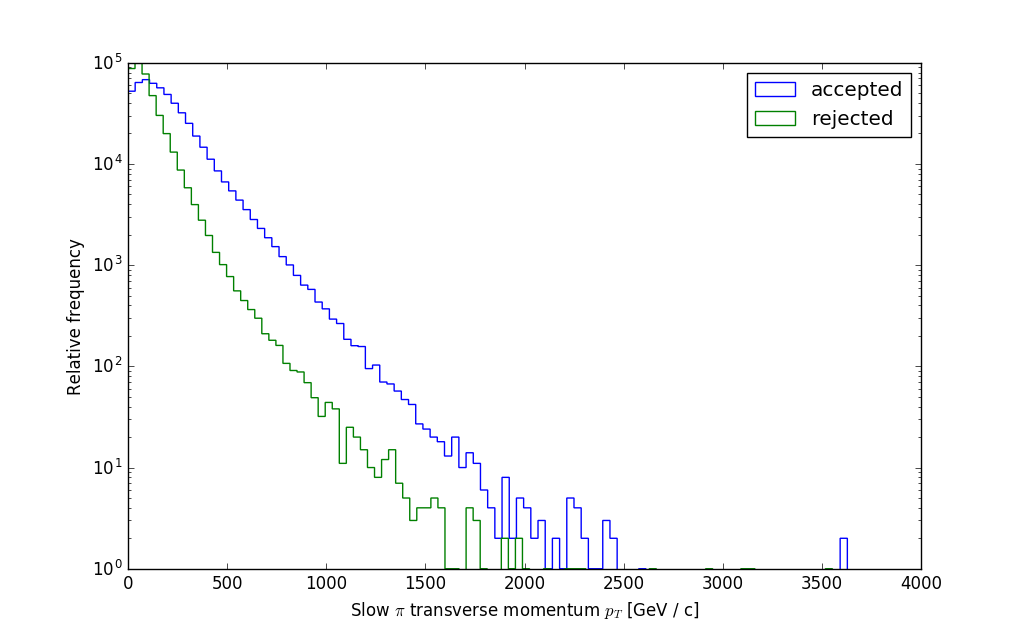 10^5
10^4
10^3
10^2
10^1
10^0
Relative frequency
accepted
rejected
0 500 1000 1500 2000 2500 3000 3500 4000
Slow π transverse momentum p_T [GeV / c]